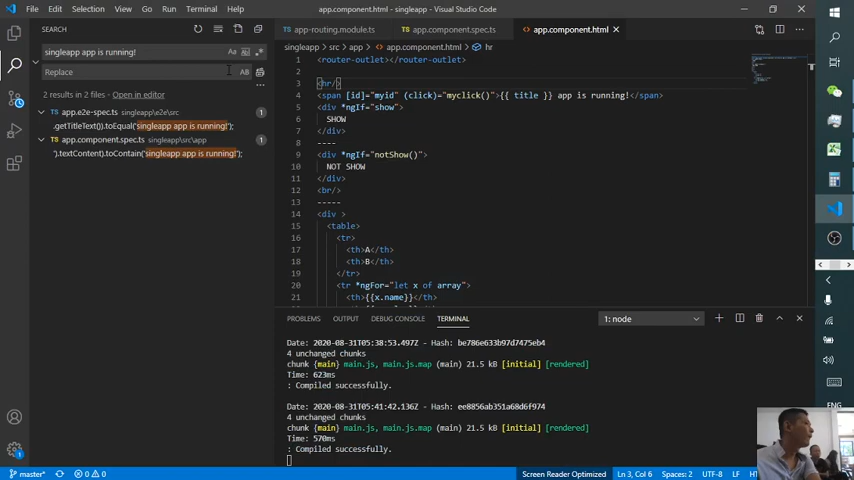 File Edit Selection View Go Run Terminal Help
app.component.html - singleapp - Visual Studio Code
SEARCH
singleapp app is running!
Aa
Replace
AB
2 results in 2 files - Open in editor
app.e2e-spec.ts singleapp\e2e\src 1
.getTitleText()).toEqual('singleapp app is running!');
app.component.spec.ts singleapp\src\app 1
').textContent).toContain('singleapp app is running!');
app-routing.module.ts app.component.spec.ts app.component.html
singleapp > src > app > app.component.html > hr
1 <router-outlet></router-outlet>
2
3 <hr/>
4 <span [id]="myid" (click)="myclick()">{{ title }} app is running!</span>
5 <div *ngIf="show">
6 SHOW
7 </div>
8 ----
9 <div *ngIf="notShow()">
10 NOT SHOW
11 </div>
12 <br/>
13 -----
14 <div >
15 <table>
16 <tr>
17 <th>A</th>
18 <th>B</th>
19 </tr>
20 <tr *ngFor="let x of array">
21 <th>{{x.name}}</th>
PROBLEMS OUTPUT DEBUG CONSOLE TERMINAL 1: node
Date: 2020-08-31T05:38:53.497Z - Hash: be786e633b97d7475eb4
4 unchanged chunks
chunk {main} main.js, main.js.map (main) 21.5 kB [initial] [rendered]
Time: 623ms
: Compiled successfully.
Date: 2020-08-31T05:41:42.136Z - Hash: ee8856ab351a68d6f974
4 unchanged chunks
chunk {main} main.js, main.js.map (main) 21.5 kB [initial] [rendered]
Time: 570ms
: Compiled successfully.
ENG
master* 0 0 Screen Reader Optimized Ln 3, Col 6 Spaces: 2 UTF-8 LF